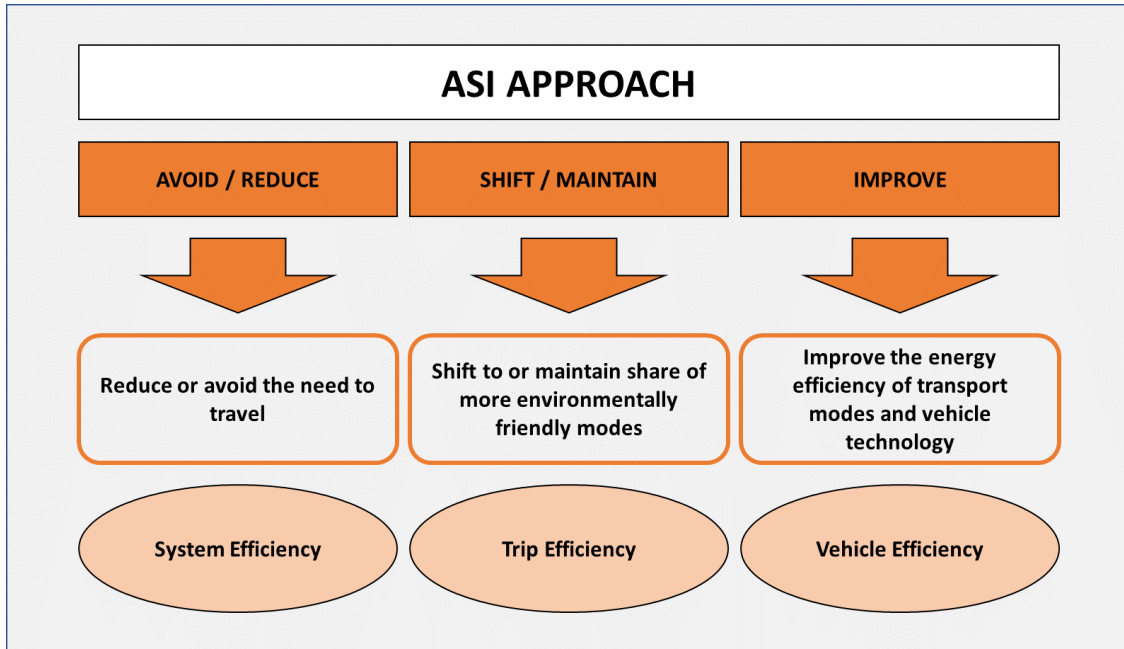 ASI APPROACH
AVOID / REDUCE
SHIFT / MAINTAIN
IMPROVE
Reduce or avoid the need to
travel
Shift to or maintain share of
more environmentally
friendly modes
Improve the energy
efficiency of transport
modes and vehicle
technology
System Efficiency
Trip Efficiency
Vehicle Efficiency